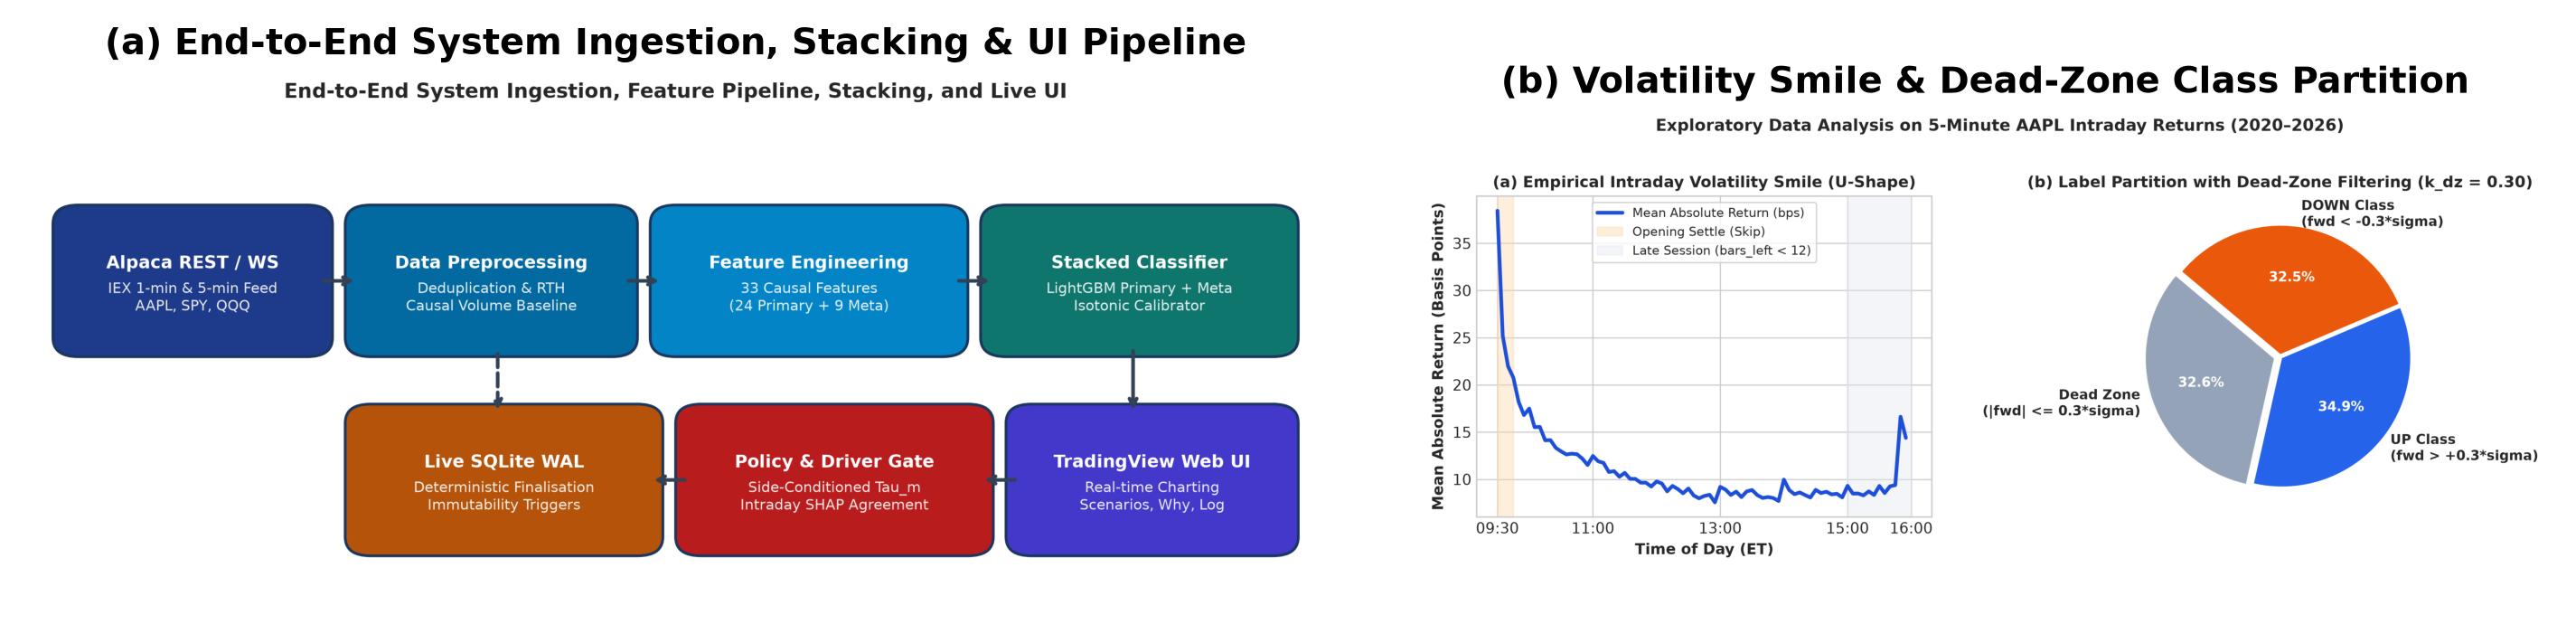 (a) End-to-End System Ingestion, Stacking & UI Pipeline
End-to-End System Ingestion, Feature Pipeline, Stacking, and Live UI
Alpaca REST / WS
IEX 1-min & 5-min Feed
AAPL, SPY, QQQ
Data Preprocessing
Deduplication & RTH
Causal Volume Baseline
Feature Engineering
33 Causal Features
(24 Primary + 9 Meta)
Stacked Classifier
LightGBM Primary + Meta
Isotonic Calibrator
Live SQLite WAL
Deterministic Finalisation
Immutability Triggers
Policy & Driver Gate
Side-Conditioned Tau_m
Intraday SHAP Agreement
TradingView Web UI
Real-time Charting
Scenarios, Why, Log
(b) Volatility Smile & Dead-Zone Class Partition
Exploratory Data Analysis on 5-Minute AAPL Intraday Returns (2020–2026)
(a) Empirical Intraday Volatility Smile (U-Shape)
Mean Absolute Return (Basis Points)
35
30
25
20
15
10
Mean Absolute Return (bps)
Opening Settle (Skip)
Late Session (bars_left < 12)
09:30
11:00
13:00
15:00
16:00
Time of Day (ET)
(b) Label Partition with Dead-Zone Filtering (k_dz = 0.30)
DOWN Class
(fwd < -0.3*sigma)
32.5%
Dead Zone
(|fwd| <= 0.3*sigma)
32.6%
34.9%
UP Class
(fwd > +0.3*sigma)